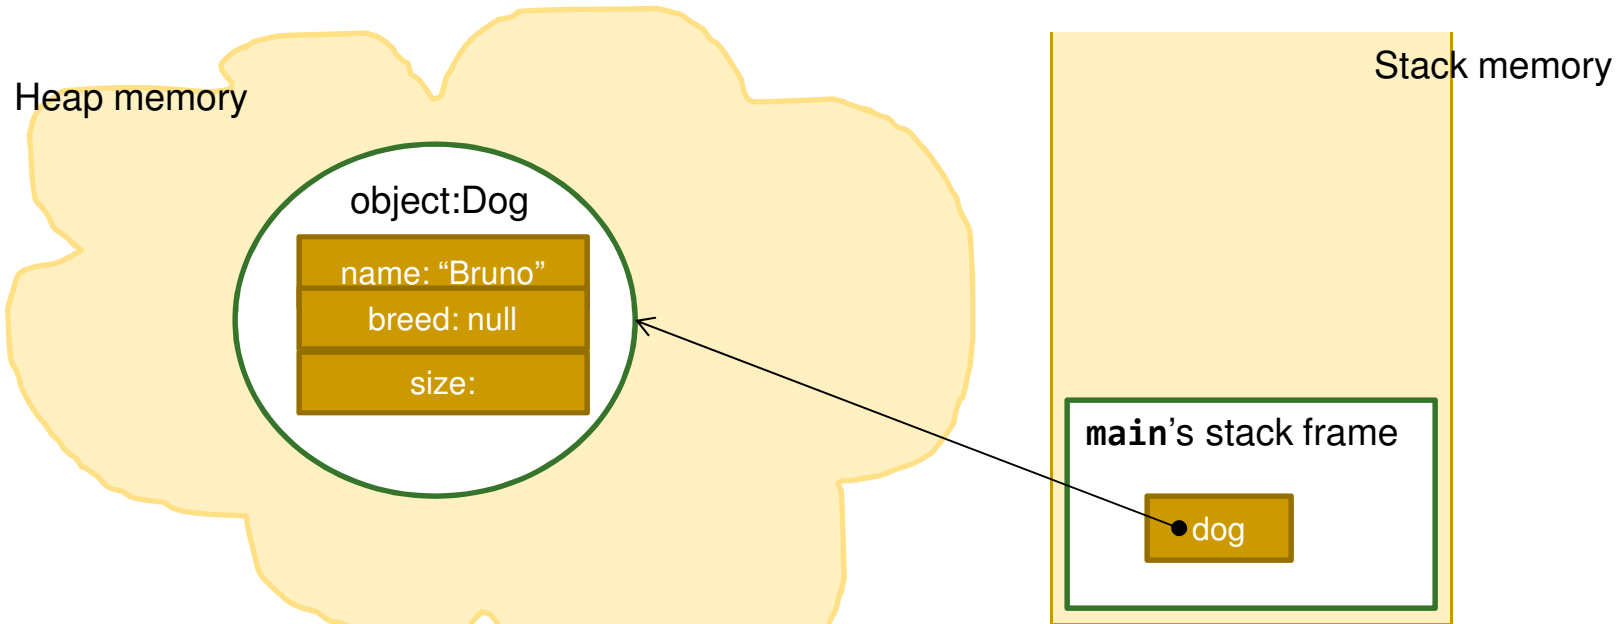 Heap memory
Stack memory
object:Dog
name: “Bruno”
breed: null
size:
main’s stack frame
dog